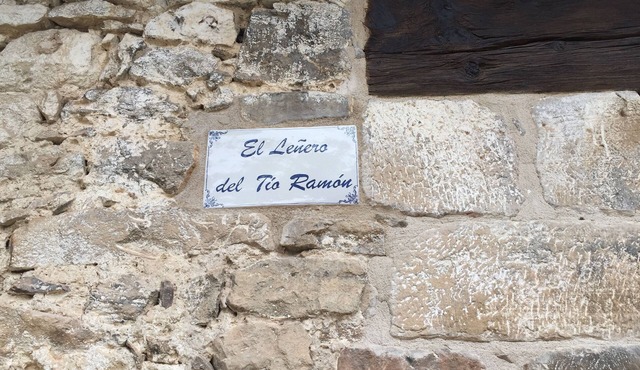 El Leñero
del Tío Ramón